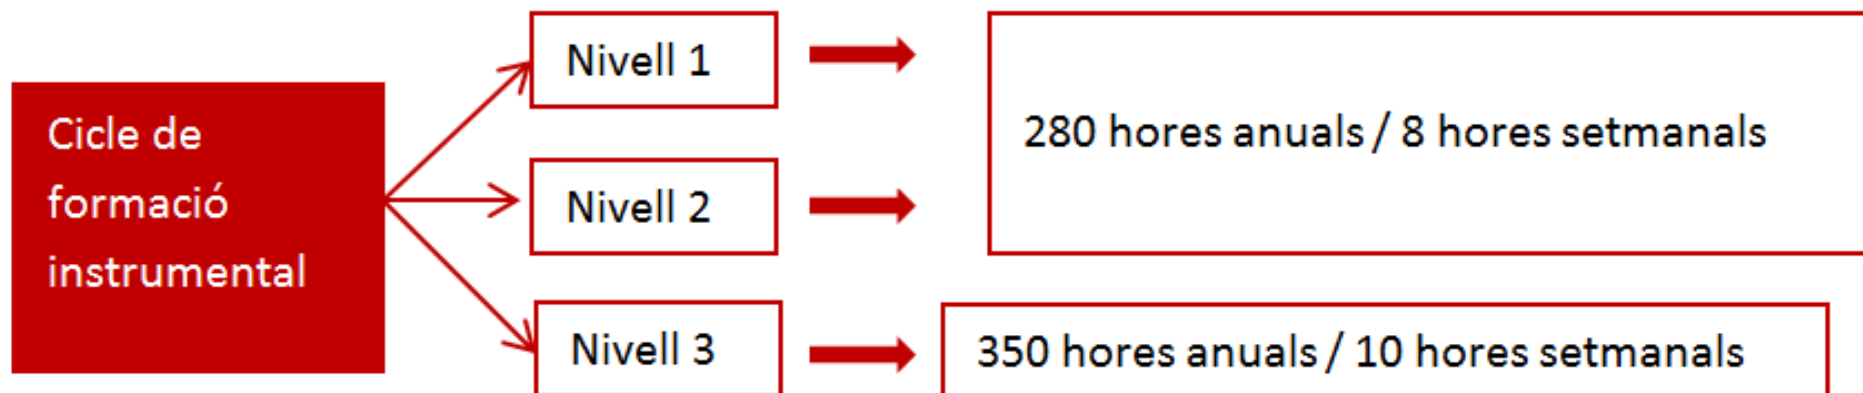 Cicle de
formació
instrumental
Nivell 1
Nivell 2
280 hores anuals / 8 hores setmanals
Nivell 3
350 hores anuals / 10 hores setmanals